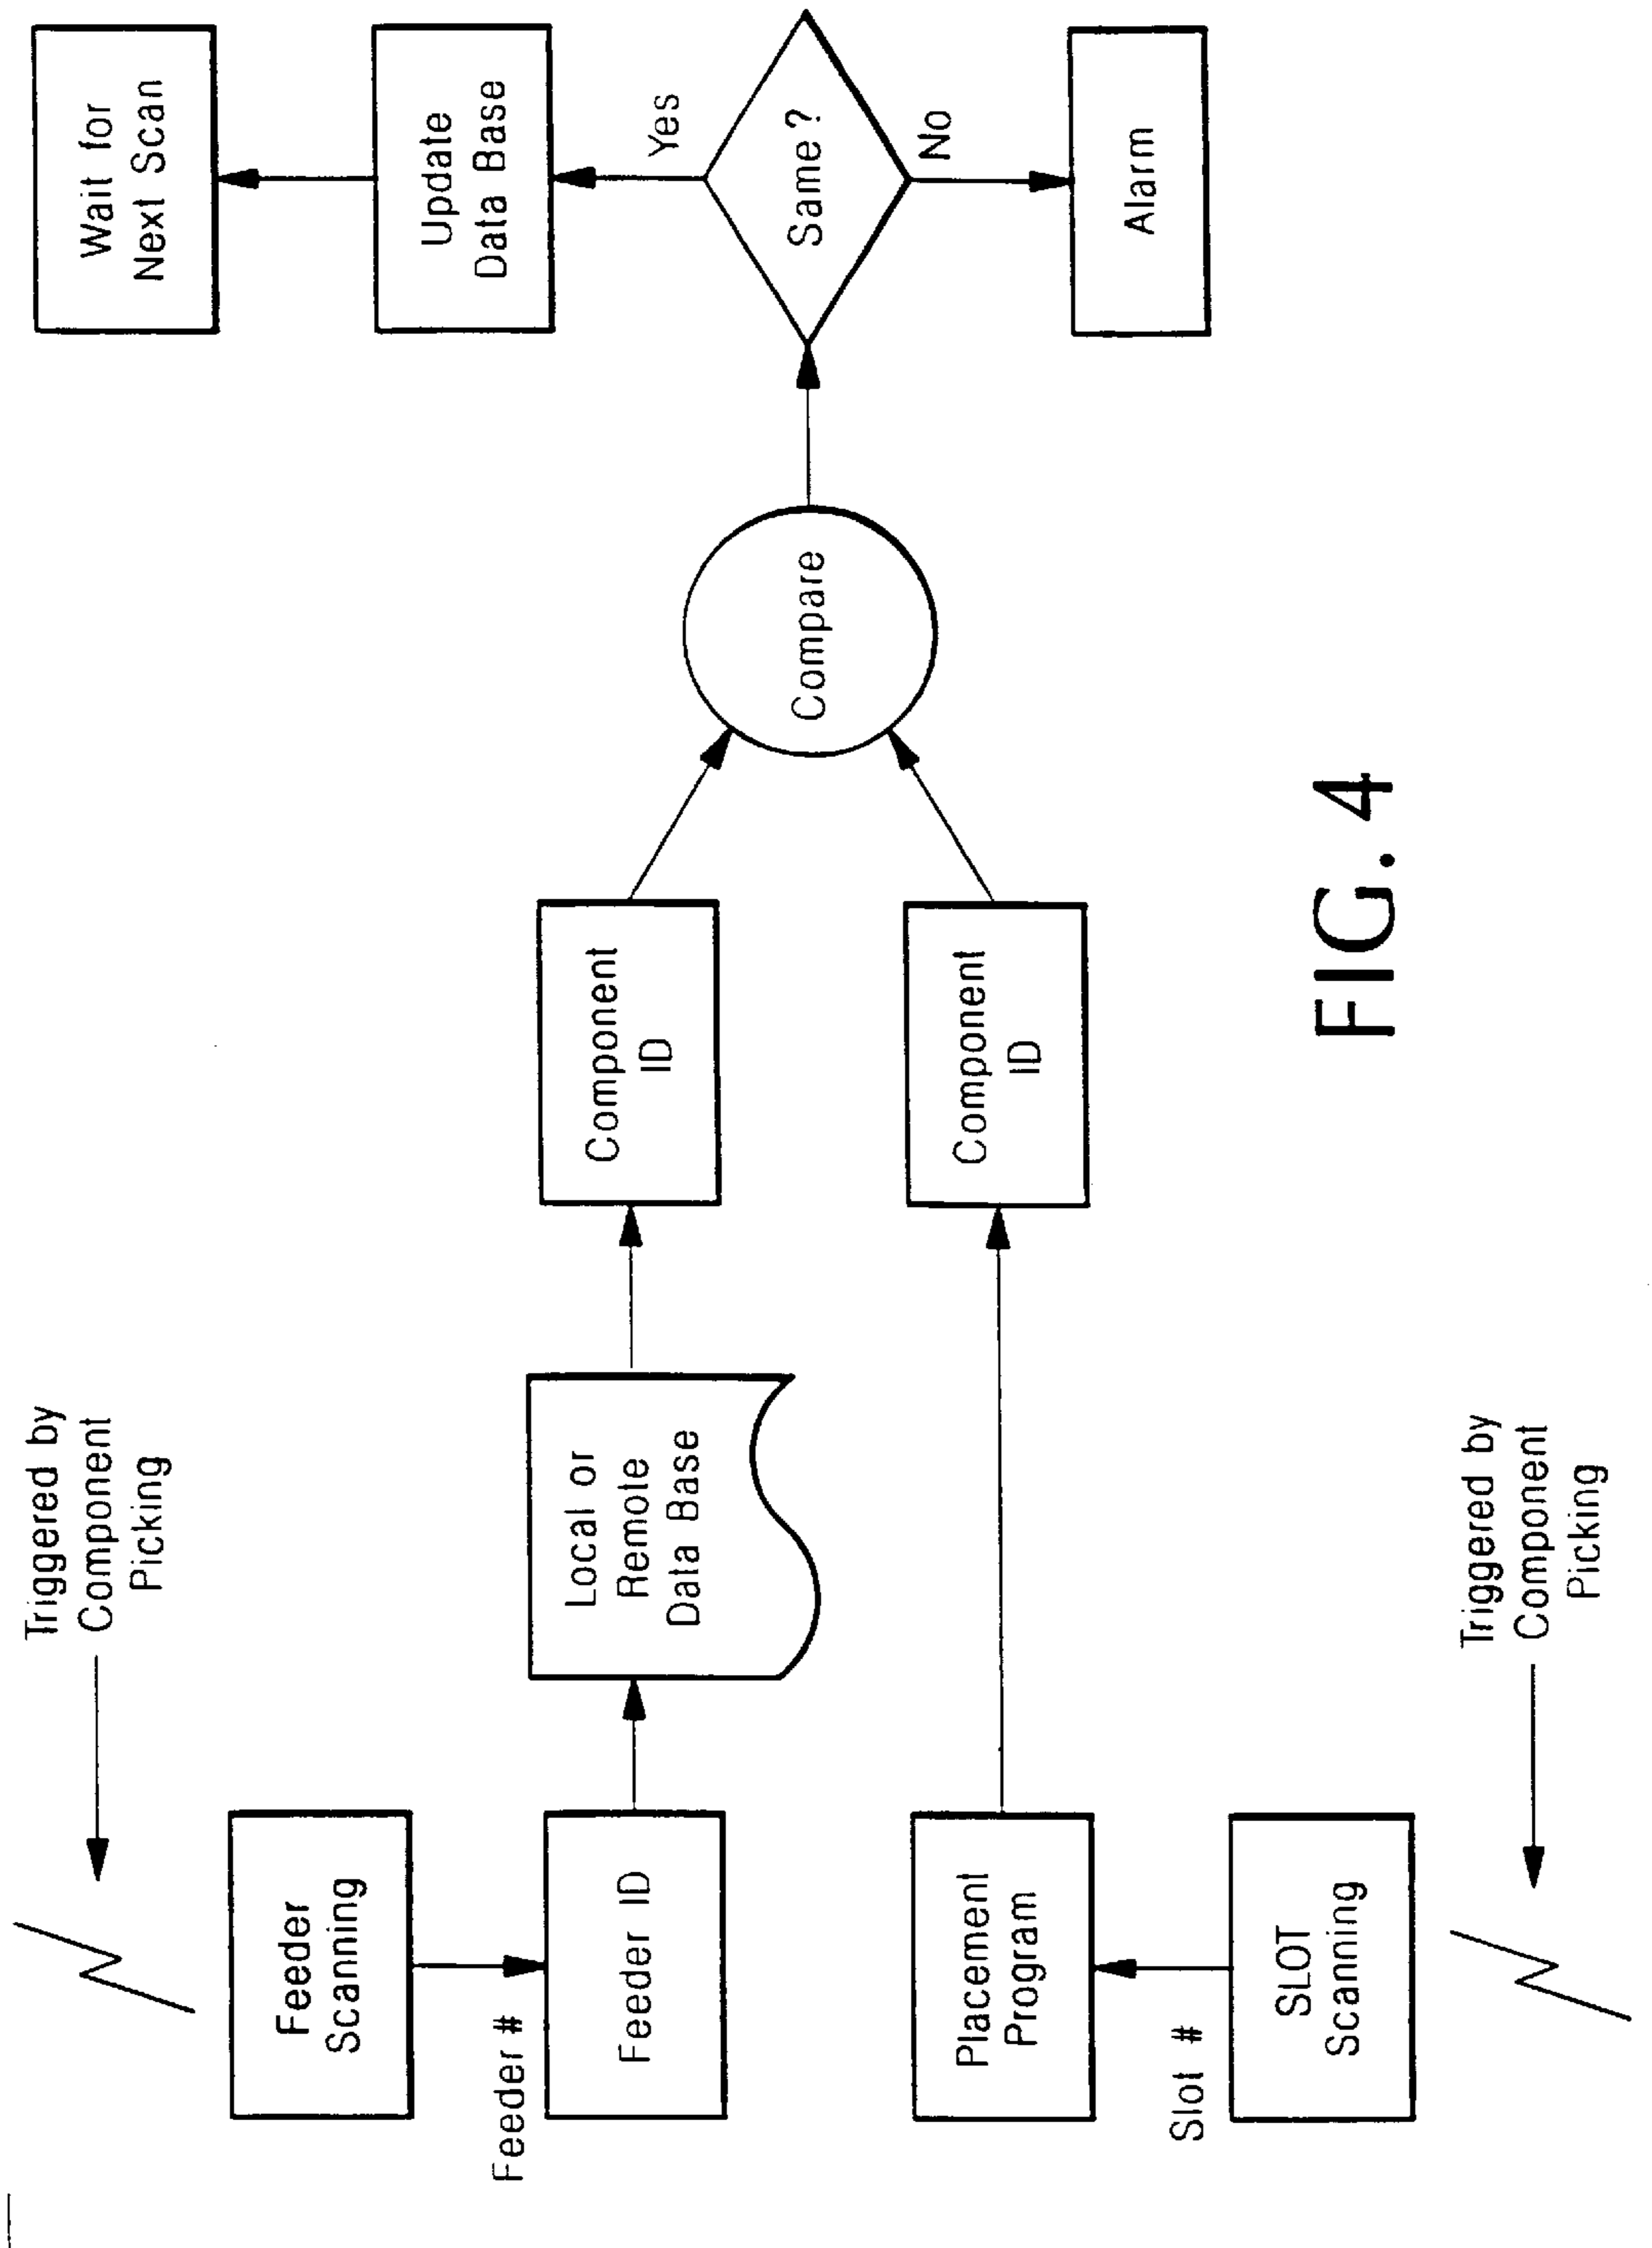 Triggered by
Component
Picking
Feeder
Scanning
Feeder #
Feeder ID
Local or
Remote
Data Base
Component
ID
Placement
Program
Slot #
SLOT
Scanning
Triggered by
Component
Picking
Component
ID
Compare
Same?
Yes
Update
Data Base
Wait for
Next Scan
No
Alarm
FIG. 4